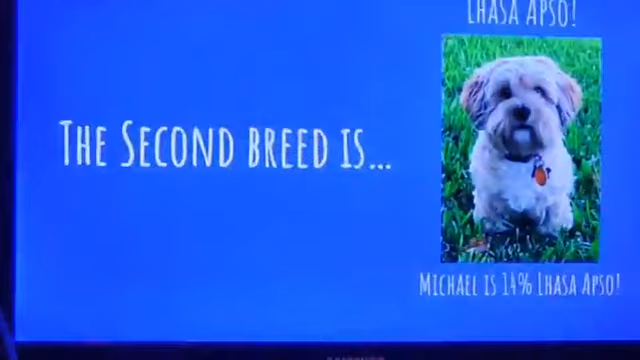 LHASA APSO!
THE SECOND BREED IS...
MICHAEL IS 14% LHASA APSO!